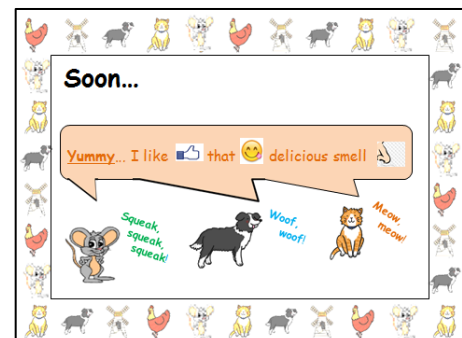 Soon...
Yummy... I like that delicious smell
Squeak,
squeak,
squeak!
Woof,
woof!
Meow,
meow!